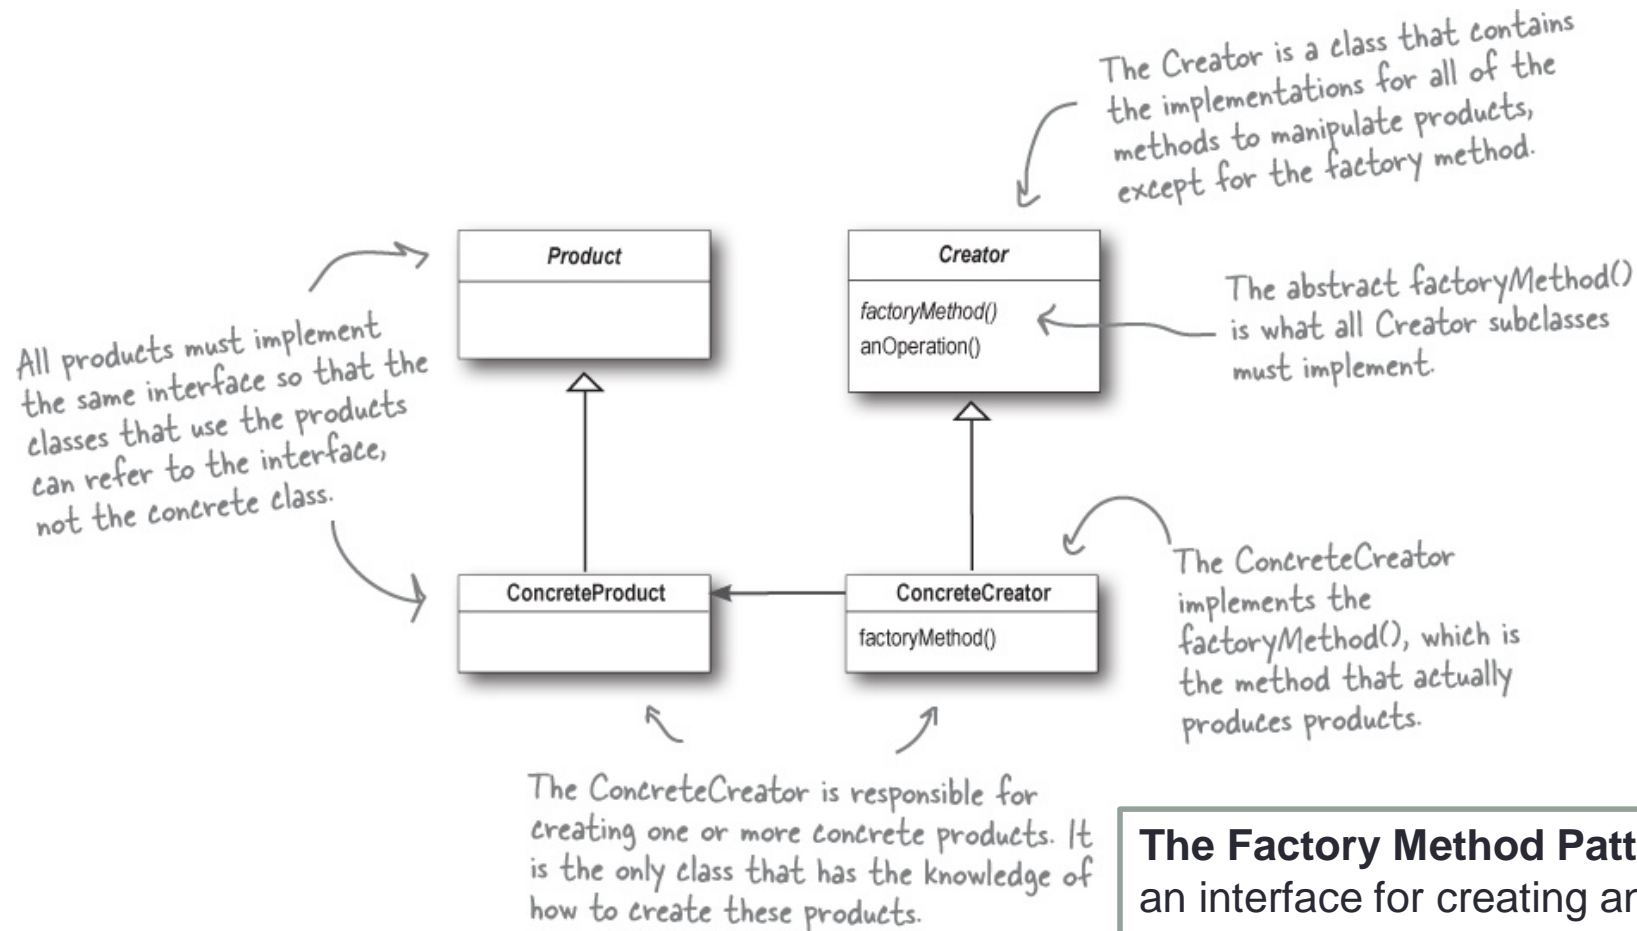 The Creator is a class that contains
the implementations for all of the
methods to manipulate products,
except for the factory method.
Product
Creator
factoryMethod()
anOperation()
The abstract factoryMethod()
is what all Creator subclasses
must implement.
All products must implement
the same interface so that the
classes that use the products
can refer to the interface,
not the concrete class.
ConcreteProduct
ConcreteCreator
factoryMethod()
The ConcreteCreator
implements the
factoryMethod(), which is
the method that actually
produces products.
The ConcreteCreator is responsible for
creating one or more concrete products. It
is the only class that has the knowledge of
how to create these products.
The Factory Method Patt
an interface for creating an